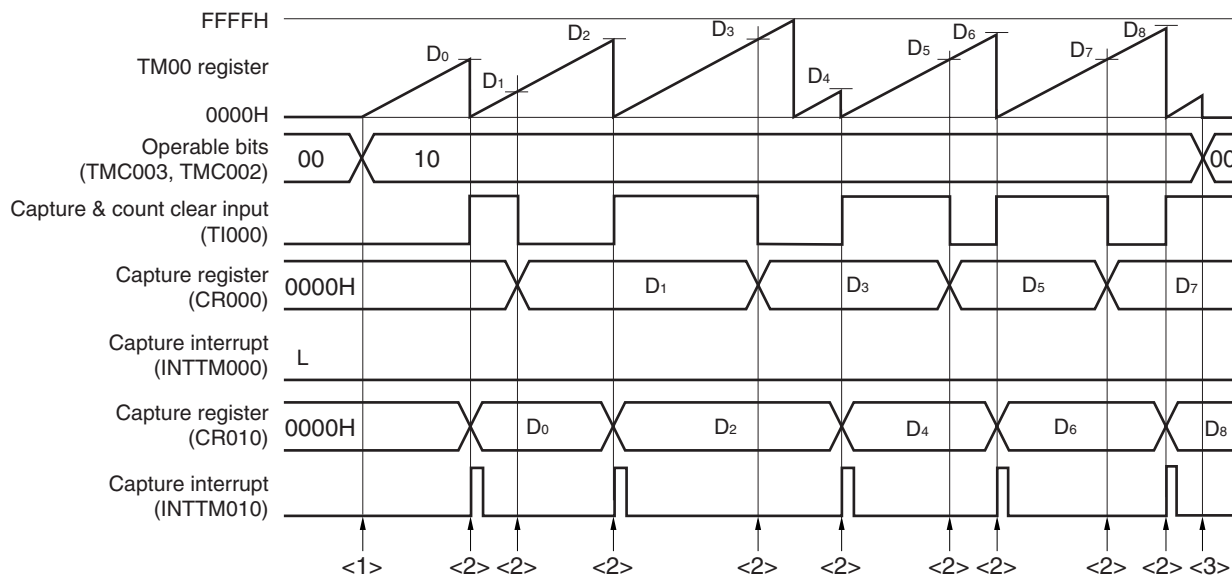 FFFFH
TM00 register
0000H
D0 D1 D2 D3 D4 D5 D6 D7 D8
Operable bits
(TMC003, TMC002)
00 10 00
Capture & count clear input
(TI000)
Capture register
(CR000)
0000H D1 D3 D5 D7
Capture interrupt
(INTTM000)
L
Capture register
(CR010)
0000H D0 D2 D4 D6 D8
Capture interrupt
(INTTM010)
<1> <2> <2> <2> <2> <2> <2> <2> <2> <2> <3>